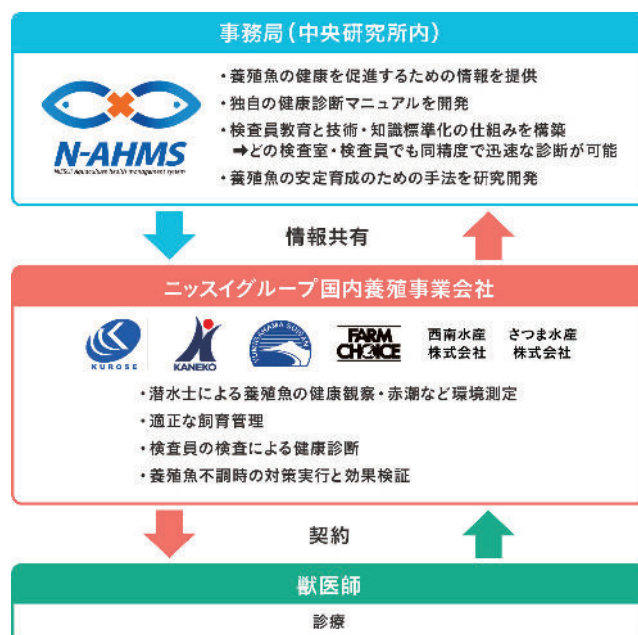 事務局(中央研究所内)
N-AHMS
NISSUI Aquaculture health management system
・養殖魚の健康を促進するための情報を提供
・独自の健康診断マニュアルを開発
・検査員教育と技術・知識標準化の仕組みを構築
➡どの検査室・検査員でも同精度で迅速な診断が可能
・養殖魚の安定育成のための手法を研究開発
情報共有
ニッスイグループ国内養殖事業会社
KUROSE
KANEKO
FARM
CHOICE
西南水産
株式会社
さつま水産
株式会社
・潜水士による養殖魚の健康観察・赤潮など環境測定
・適正な飼育管理
・検査員の検査による健康診断
・養殖魚不調時の対策実行と効果検証
契約
獣医師
診療